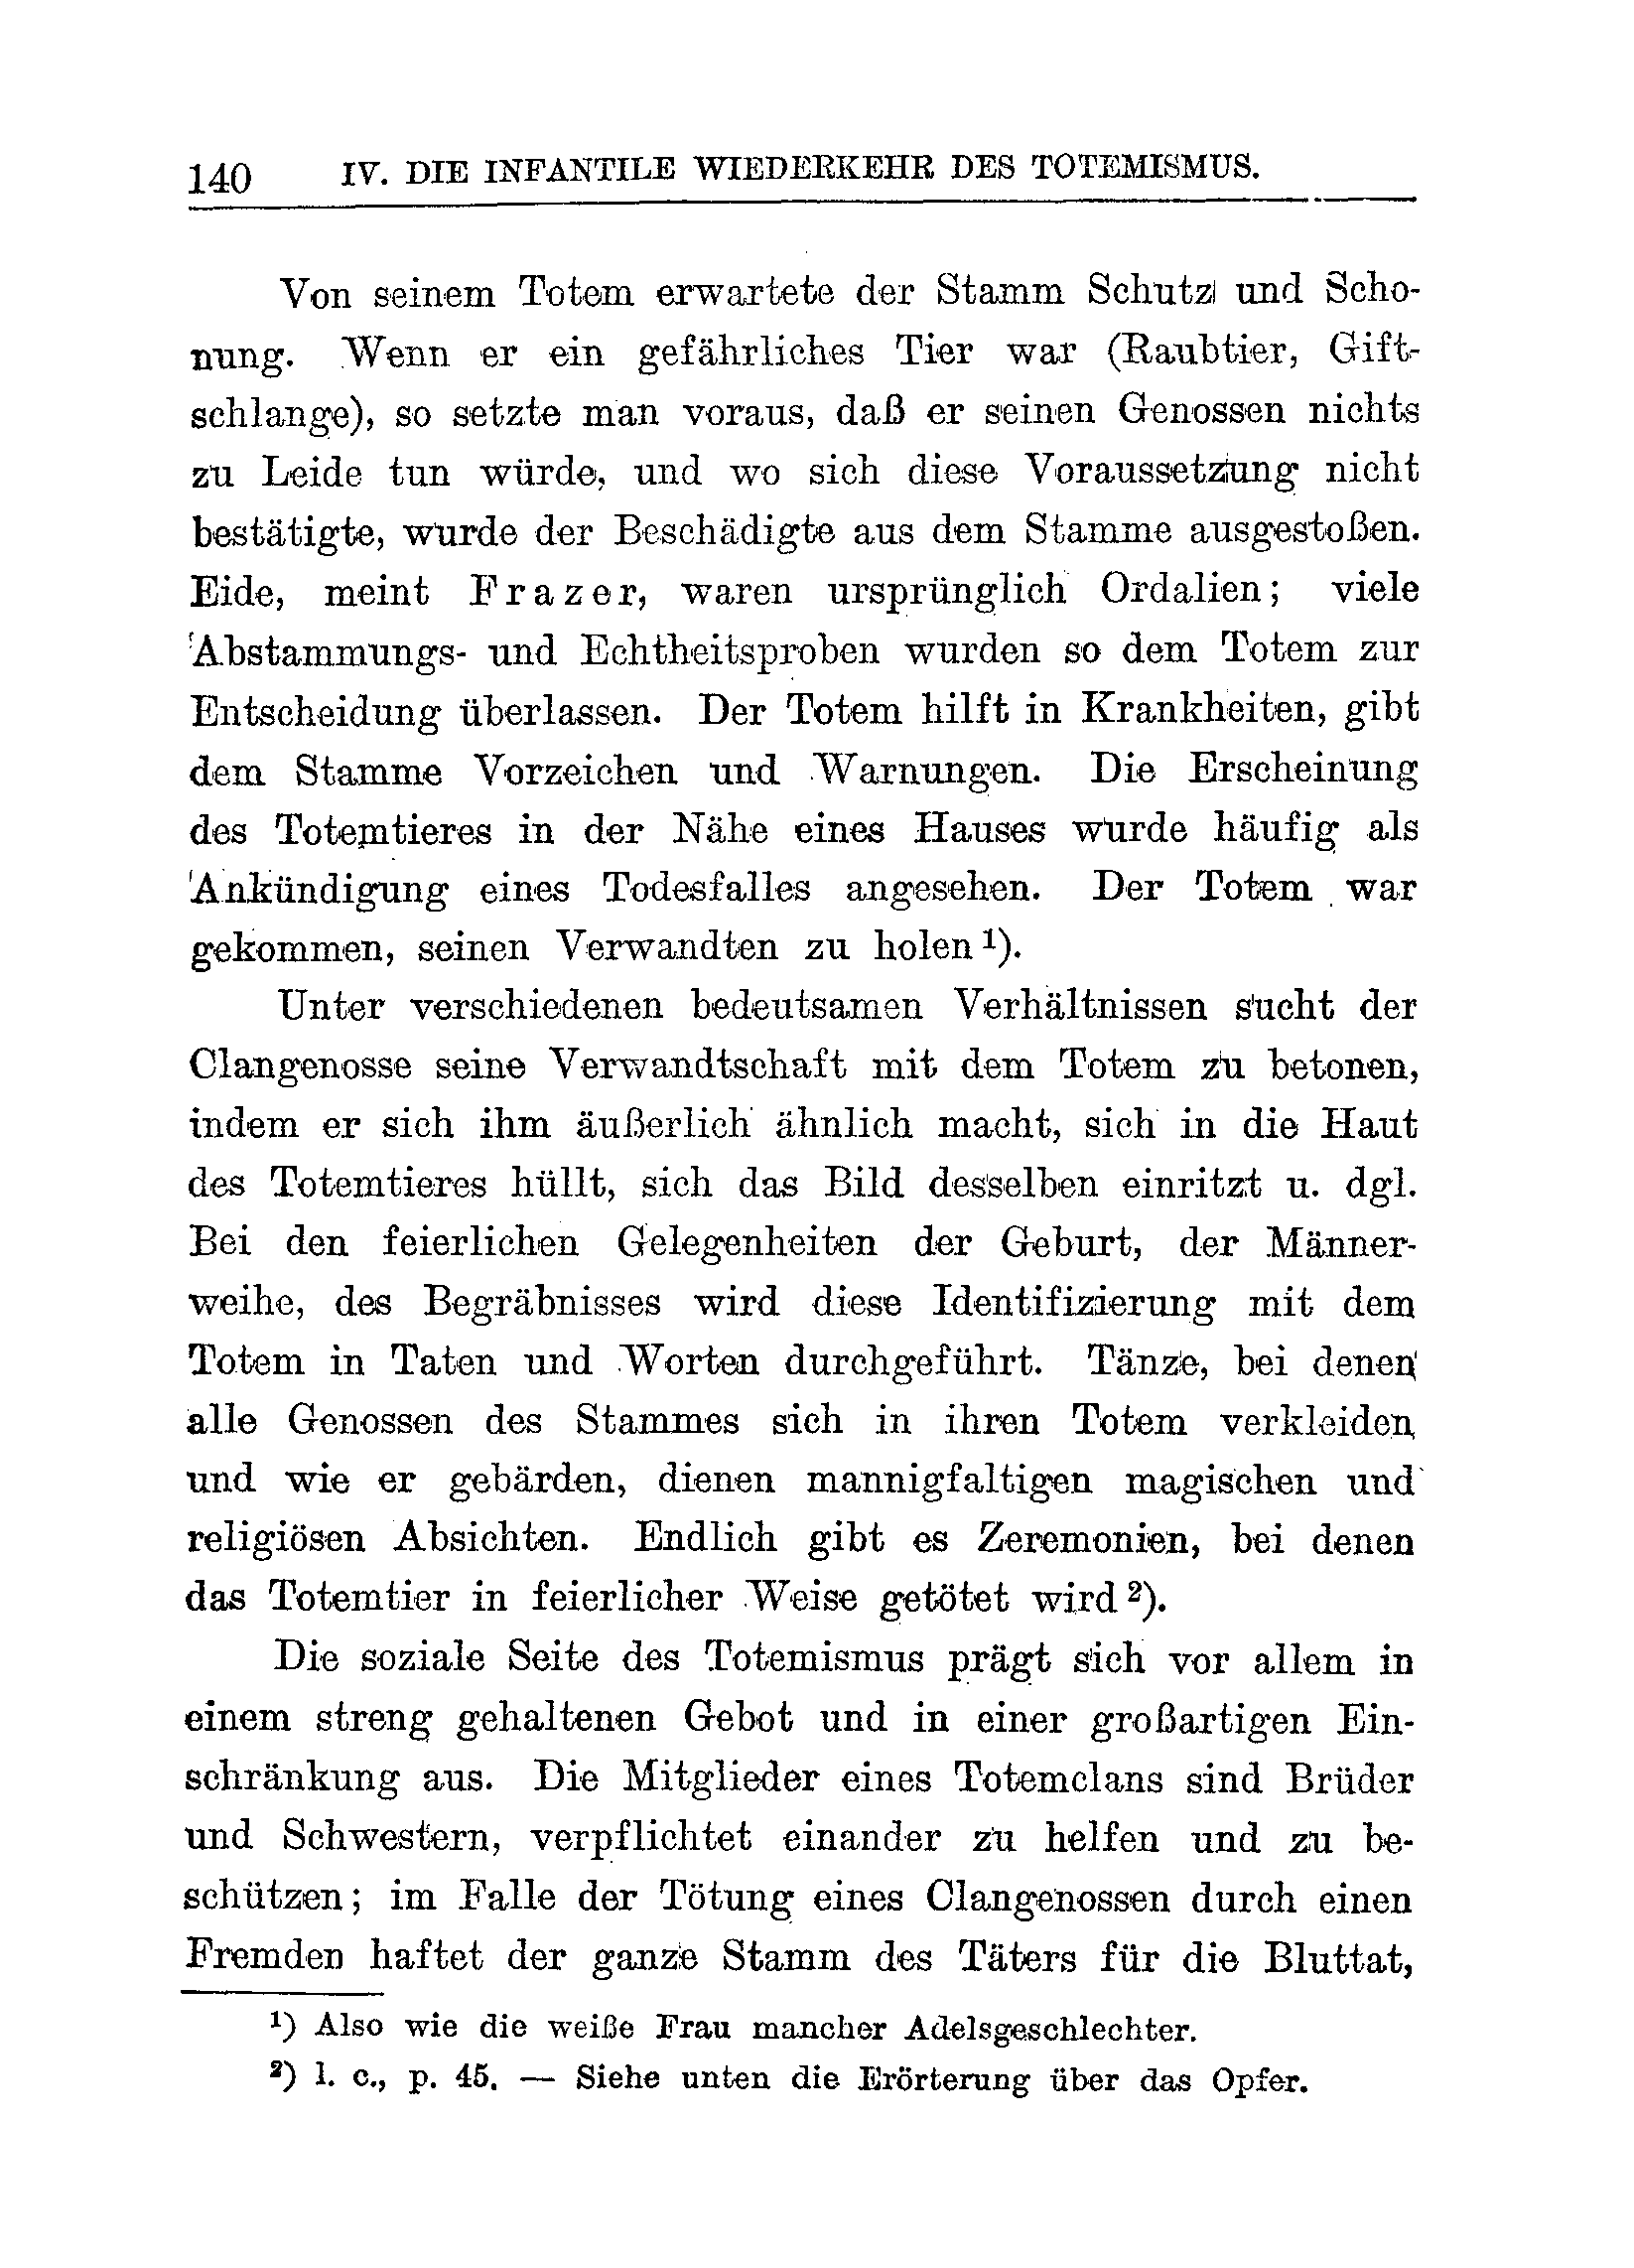 140 IV. DIE INFANTILE WIEDERKEHR DES TOTEMISMUS.
Von seinem Totem erwartete der Stamm Schutz und Scho-
nung. Wenn er ein gefährliches Tier war (Raubtier, Gift-
schlange), so setzte man voraus, daß er seinen Genossen nichts
zu Leide tun würde, und wo sich diese Voraussetzung nicht
bestätigte, wurde der Beschädigte aus dem Stamme ausgestoßen.
Eide, meint Frazer, waren ursprünglich Ordalien; viele
Abstammungs- und Echtheitsproben wurden so dem Totem zur
Entscheidung überlassen. Der Totem hilft in Krankheiten, gibt
dem Stamme Vorzeichen und Warnungen. Die Erscheinung
des Totemtieres in der Nähe eines Hauses wurde häufig als
Ankündigung eines Todesfalles angesehen. Der Totem war
gekommen, seinen Verwandten zu holen ¹).
Unter verschiedenen bedeutsamen Verhältnissen sucht der
Clangenosse seine Verwandtschaft mit dem Totem zu betonen,
indem er sich ihm äußerlich ähnlich macht, sich in die Haut
des Totemtieres hüllt, sich das Bild desselben einritzt u. dgl.
Bei den feierlichen Gelegenheiten der Geburt, der Männer-
weihe, des Begräbnisses wird diese Identifizierung mit dem
Totem in Taten und Worten durchgeführt. Tänze, bei denen
alle Genossen des Stammes sich in ihren Totem verkleiden
und wie er gebärden, dienen mannigfaltigen magischen und
religiösen Absichten. Endlich gibt es Zeremonien, bei denen
das Totemtier in feierlicher Weise getötet wird ²).
Die soziale Seite des Totemismus prägt sich vor allem in
einem streng gehaltenen Gebot und in einer großartigen Ein-
schränkung aus. Die Mitglieder eines Totemclans sind Brüder
und Schwestern, verpflichtet einander zu helfen und zu be-
schützen; im Falle der Tötung eines Clangenossen durch einen
Fremden haftet der ganze Stamm des Täters für die Bluttat,
¹) Also wie die weiße Frau mancher Adelsgeschlechter.
²) l. c., p. 45. — Siehe unten die Erörterung über das Opfer.